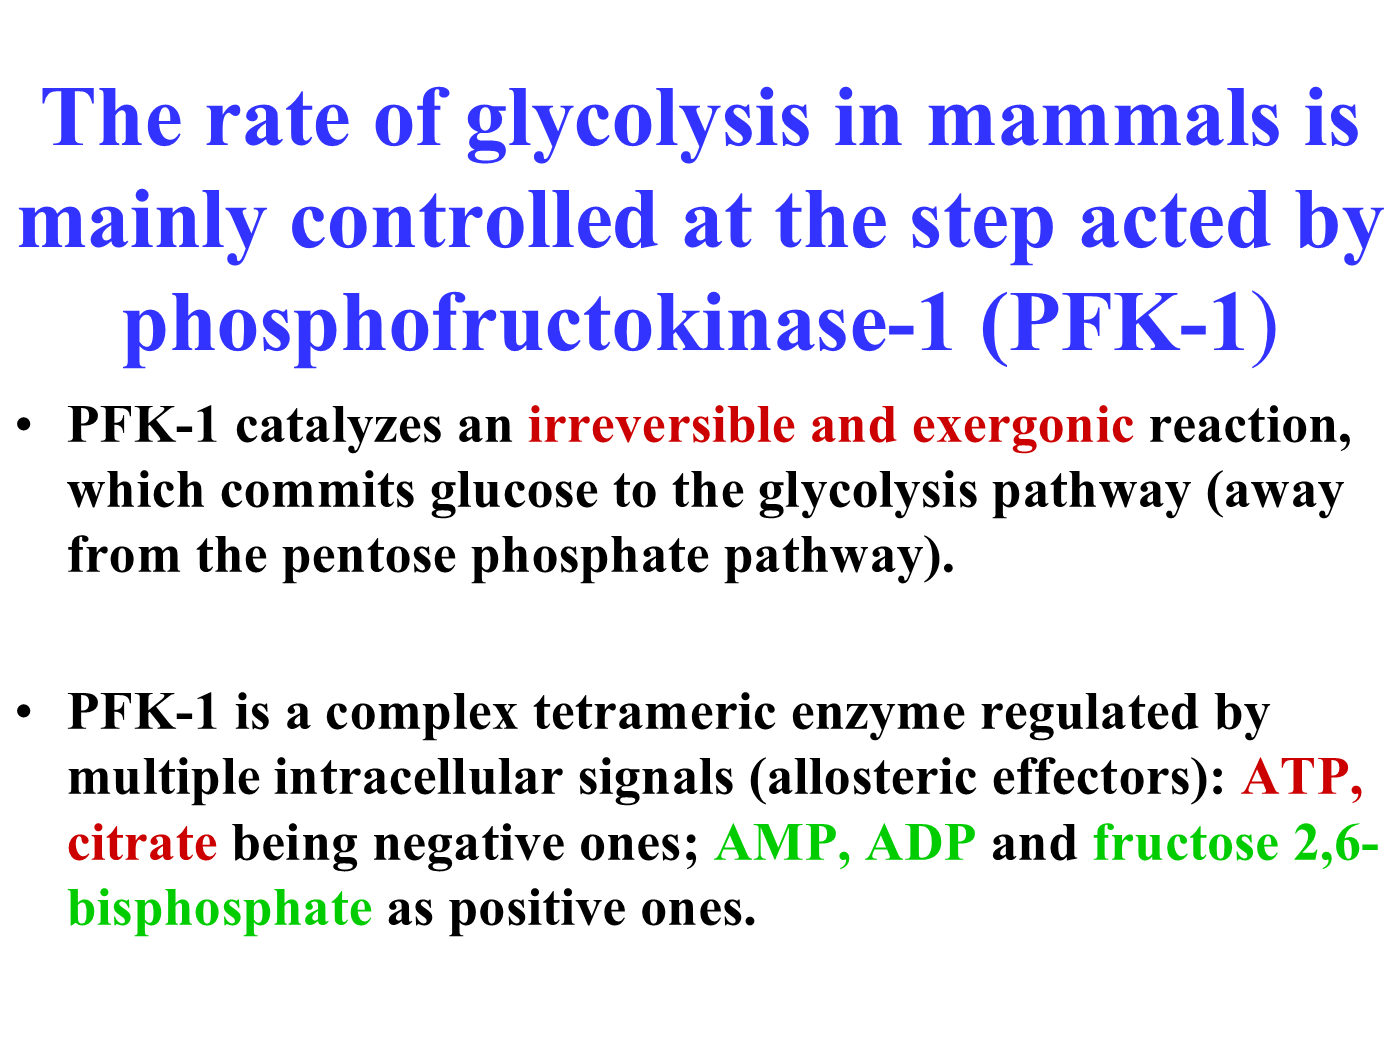 The rate of glycolysis in mammals is
mainly controlled at the step acted by
phosphofructokinase-1 (PFK-1)
• PFK-1 catalyzes an irreversible and exergonic reaction,
which commits glucose to the glycolysis pathway (away
from the pentose phosphate pathway).
• PFK-1 is a complex tetrameric enzyme regulated by
multiple intracellular signals (allosteric effectors): ATP,
citrate being negative ones; AMP, ADP and fructose 2,6-
bisphosphate as positive ones.